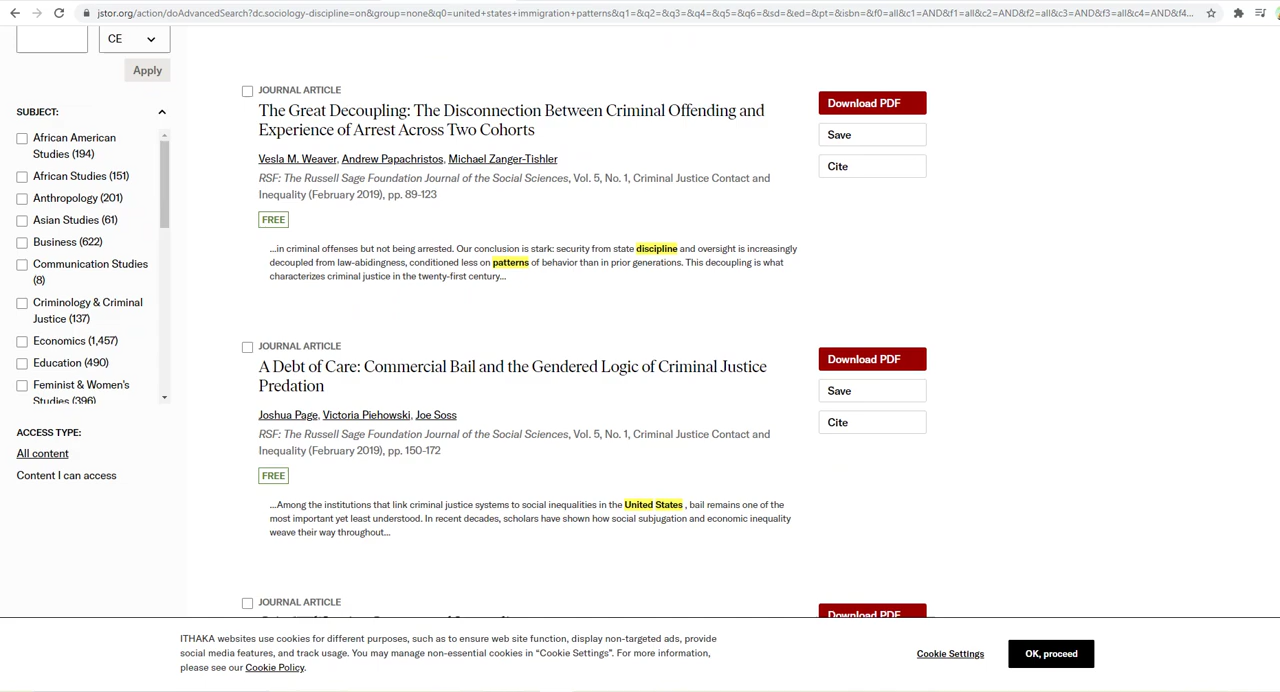 jstor.org/action/doAdvancedSearch?dc.sociology-discipline=on&group=none&q0=united+states+immigration+patterns&q1=&q2=&q3=&q4=&q5=&q6=&sd=&ed=&pt=&isbn=&f0=all&c1=AND&f1=all&c2=AND&f2=all&c3=AND&f3=all&c4=AND&f4...
CE
Apply
SUBJECT:
African American
Studies (194)
African Studies (151)
Anthropology (201)
Asian Studies (61)
Business (622)
Communication Studies
(8)
Criminology & Criminal
Justice (137)
Economics (1,457)
Education (490)
Feminist & Women's
Studies (396)
ACCESS TYPE:
All content
Content I can access
JOURNAL ARTICLE
The Great Decoupling: The Disconnection Between Criminal Offending and
Experience of Arrest Across Two Cohorts
Vesla M. Weaver, Andrew Papachristos, Michael Zanger-Tishler
RSF: The Russell Sage Foundation Journal of the Social Sciences, Vol. 5, No. 1, Criminal Justice Contact and
Inequality (February 2019), pp. 89-123
FREE
...in criminal offenses but not being arrested. Our conclusion is stark: security from state discipline and oversight is increasingly
decoupled from law-abidingness, conditioned less on patterns of behavior than in prior generations. This decoupling is what
characterizes criminal justice in the twenty-first century...
Download PDF
Save
Cite
JOURNAL ARTICLE
A Debt of Care: Commercial Bail and the Gendered Logic of Criminal Justice
Predation
Joshua Page, Victoria Piehowski, Joe Soss
RSF: The Russell Sage Foundation Journal of the Social Sciences, Vol. 5, No. 1, Criminal Justice Contact and
Inequality (February 2019), pp. 150-172
FREE
...Among the institutions that link criminal justice systems to social inequalities in the United States , bail remains one of the
most important yet least understood. In recent decades, scholars have shown how social subjugation and economic inequality
weave their way throughout...
Download PDF
Save
Cite
JOURNAL ARTICLE
Download PDF
ITHAKA websites use cookies for different purposes, such as to ensure web site function, display non-targeted ads, provide
social media features, and track usage. You may manage non-essential cookies in “Cookie Settings”. For more information,
please see our Cookie Policy.
Cookie Settings
OK, proceed